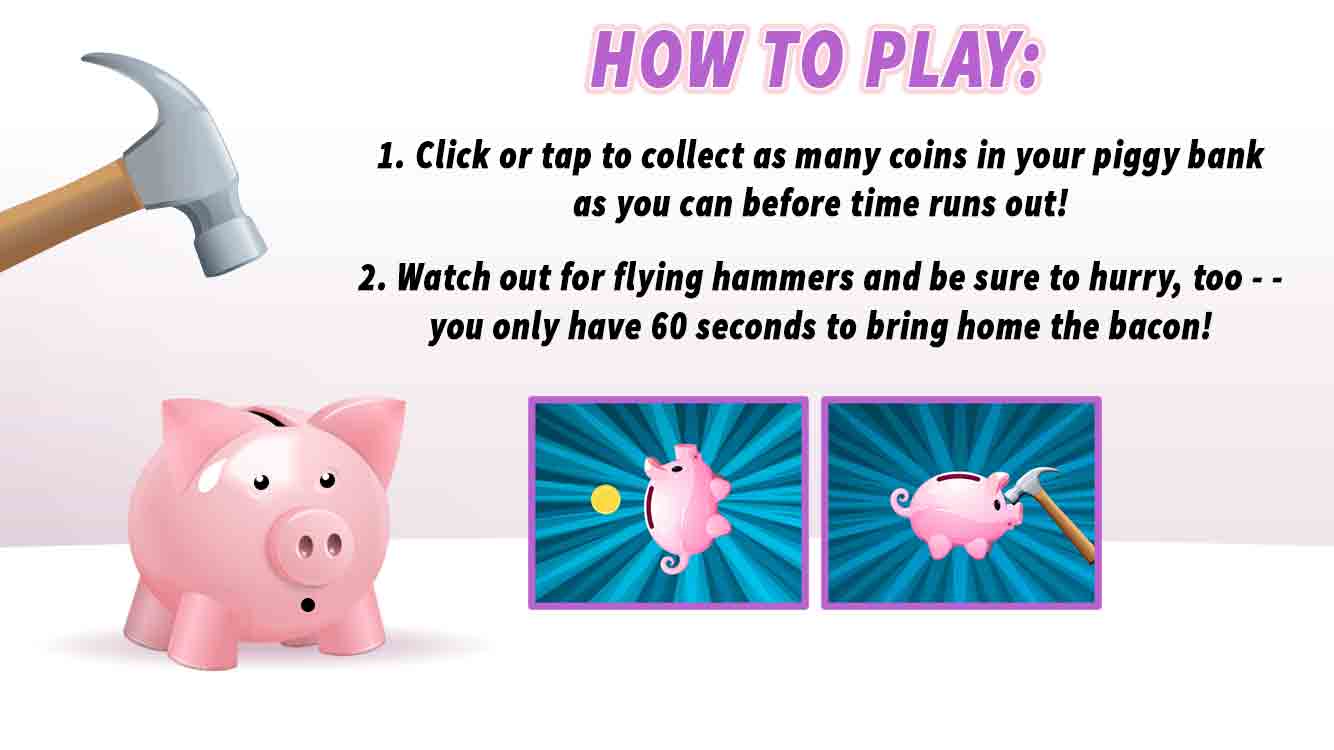 HOW TO PLAY:
1. Click or tap to collect as many coins in your piggy bank
as you can before time runs out!
2. Watch out for flying hammers and be sure to hurry, too - -
you only have 60 seconds to bring home the bacon!